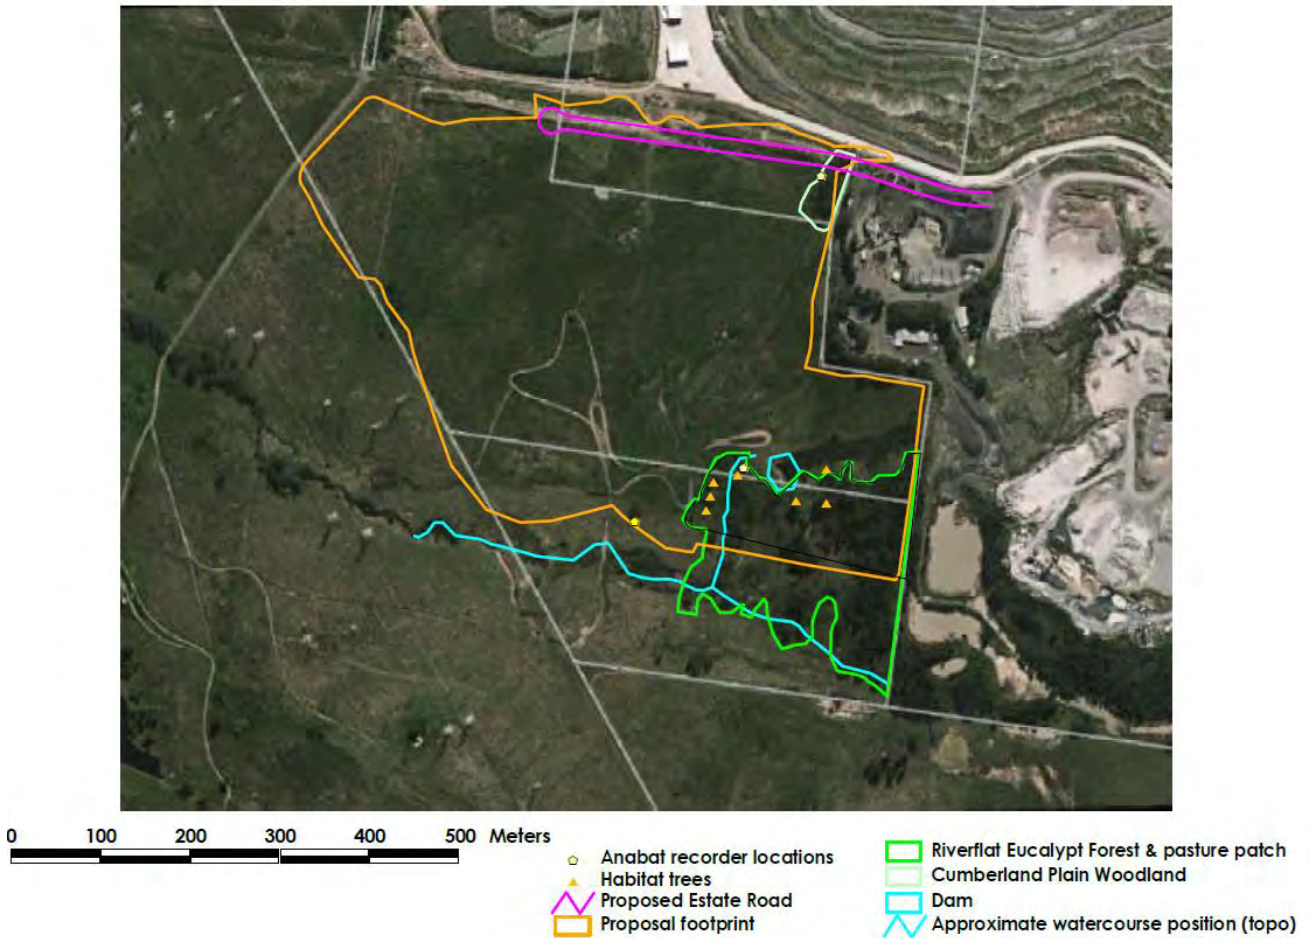 0 100 200 300 400 500 Meters
Anabat recorder locations
Habitat trees
Proposed Estate Road
Proposal footprint
Riverflat Eucalypt Forest & pasture patch
Cumberland Plain Woodland
Dam
Approximate watercourse position (topo)